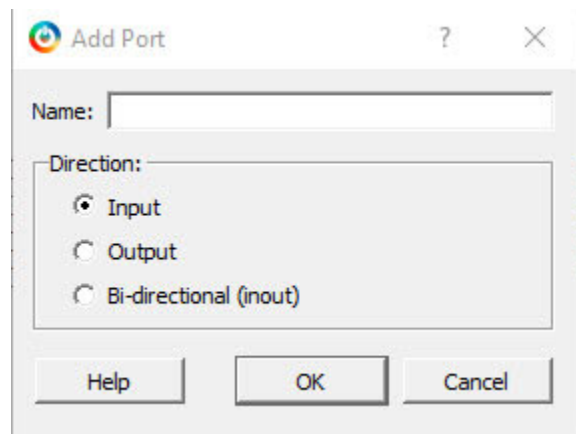 Add Port ?
Name:
Direction:
Input
Output
Bi-directional (inout)
Help OK Cancel